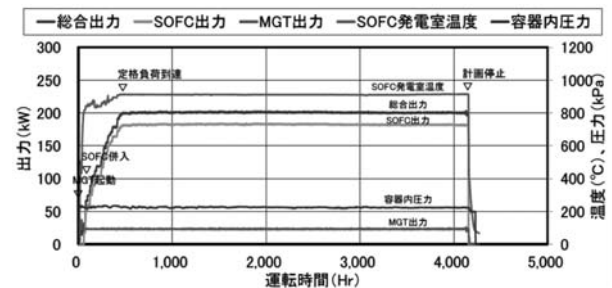 総合出力 SOFC出力 MGT出力 SOFC発電室温度 容器内圧力
300 1200
250 1000
200 800
150 600
100 400
50 200
0 0
出力(kW)
温度(℃)、圧力(kPa)
定格負荷到達
計画停止
SOFC発電室温度
総合出力
SOFC出力
SOFC併入
MGT起動
容器内圧力
MGT出力
0 1,000 2,000 3,000 4,000 5,000
運転時間(Hr)